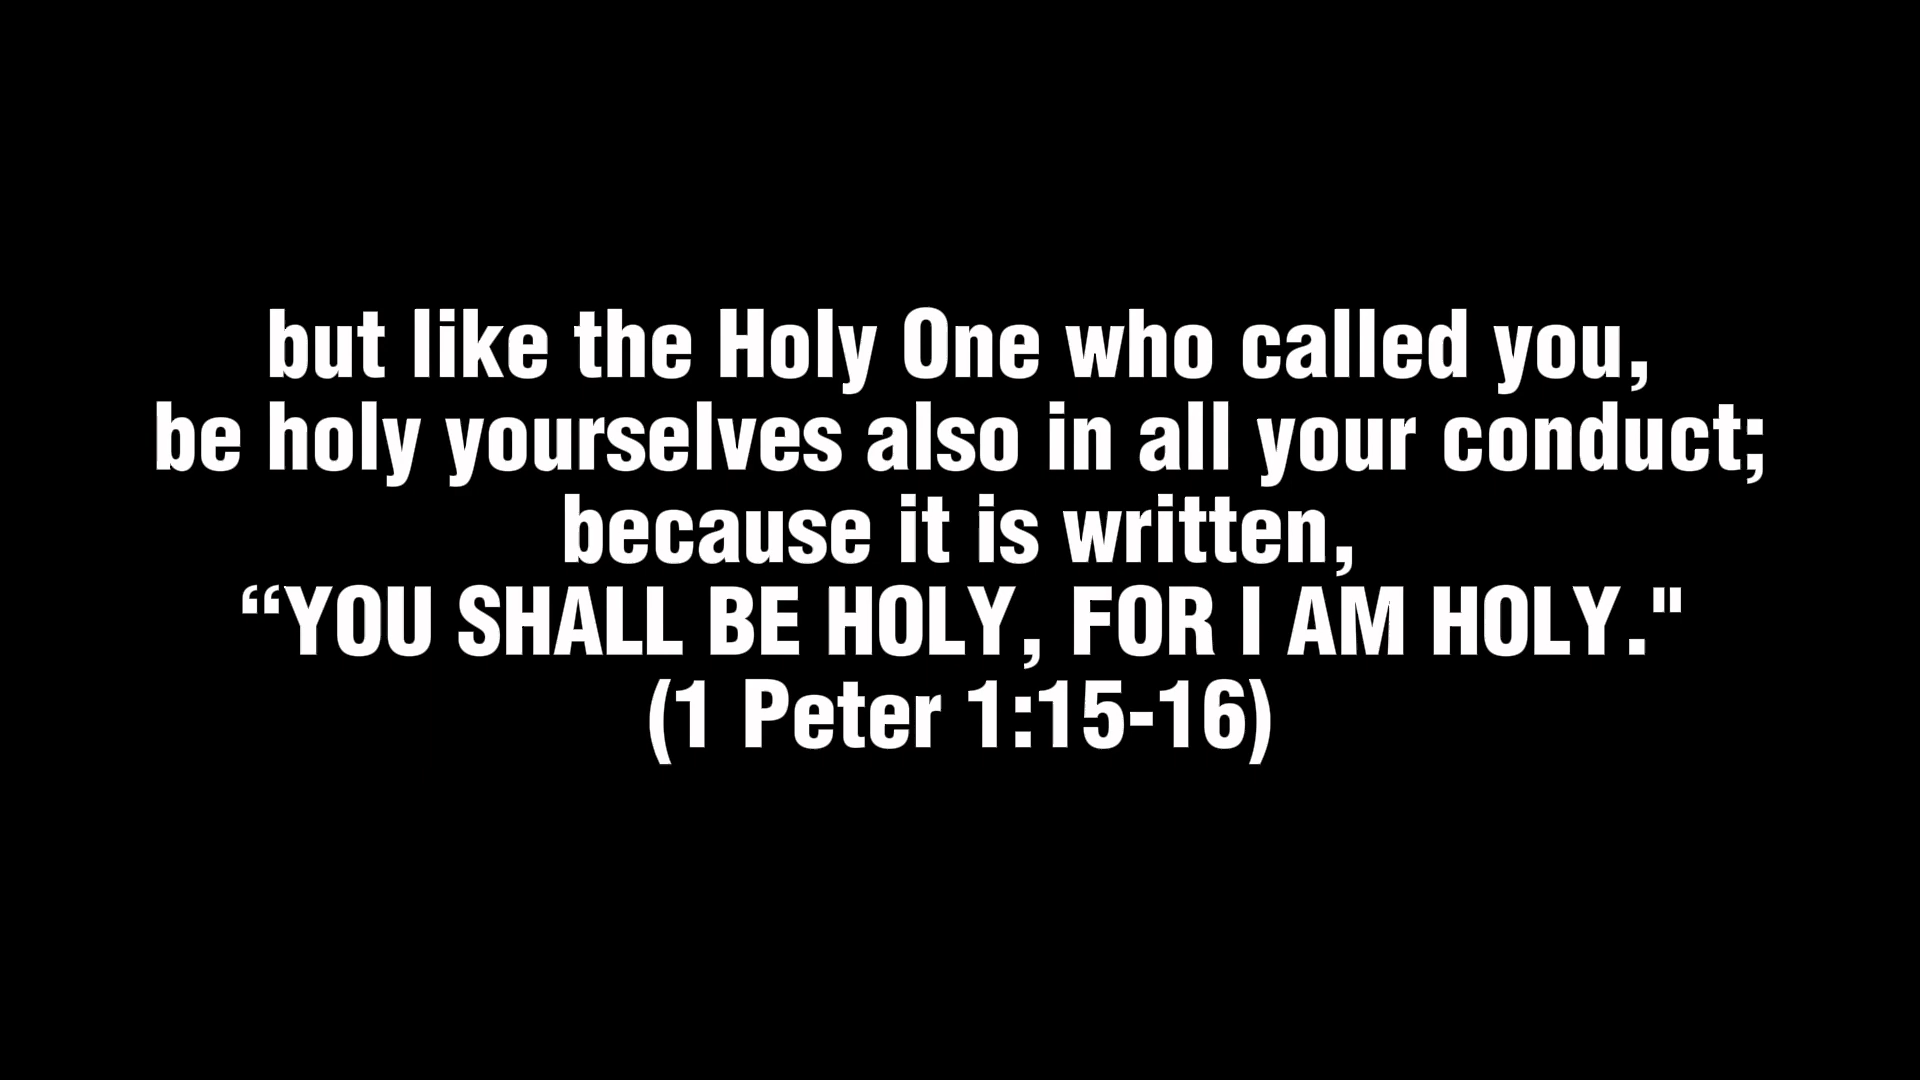 but like the Holy One who called you,
be holy yourselves also in all your conduct;
because it is written,
“YOU SHALL BE HOLY, FOR I AM HOLY."
(1 Peter 1:15-16)